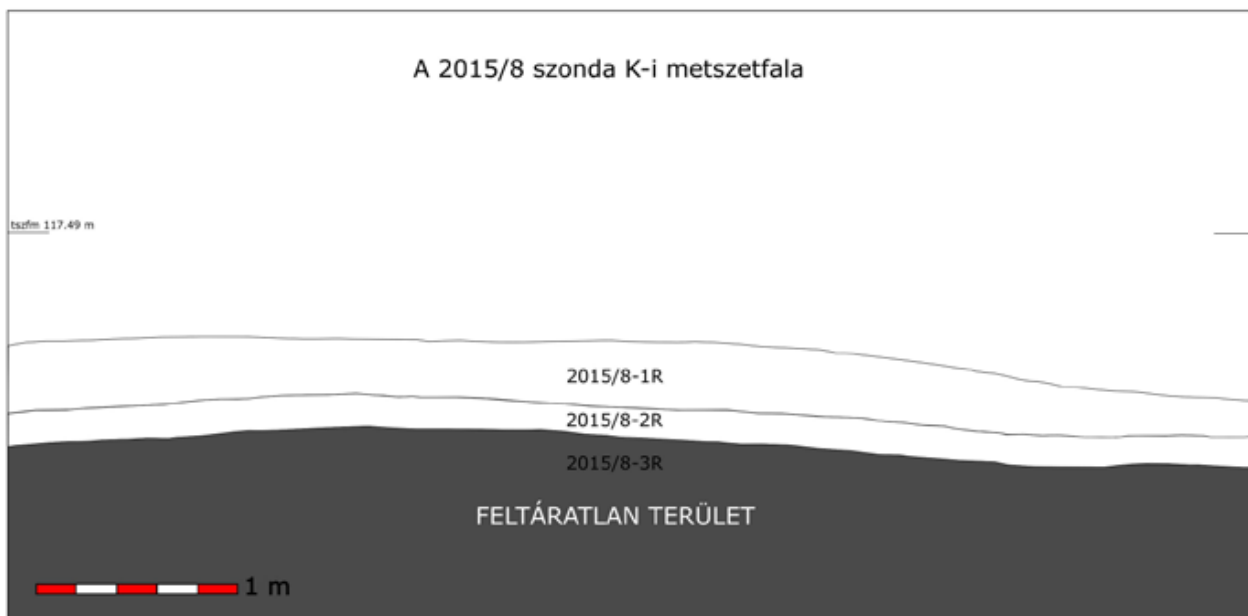 A 2015/8 szonda K-i metszetfala
tszfm 117.49 m
2015/8-1R
2015/8-2R
2015/8-3R
FELTÁRATLAN TERÜLET
1 m